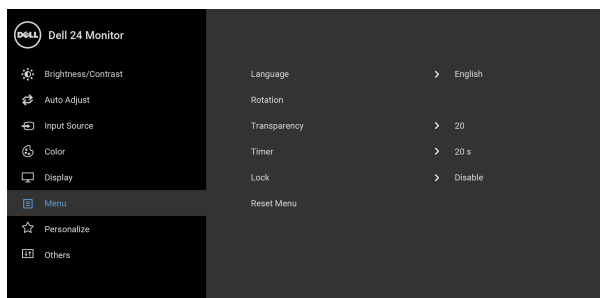 DELL Dell 24 Monitor
Brightness/Contrast
Auto Adjust
Input Source
Color
Display
Menu
Personalize
Others
Language > English
Rotation
Transparency > 20
Timer > 20 s
Lock > Disable
Reset Menu